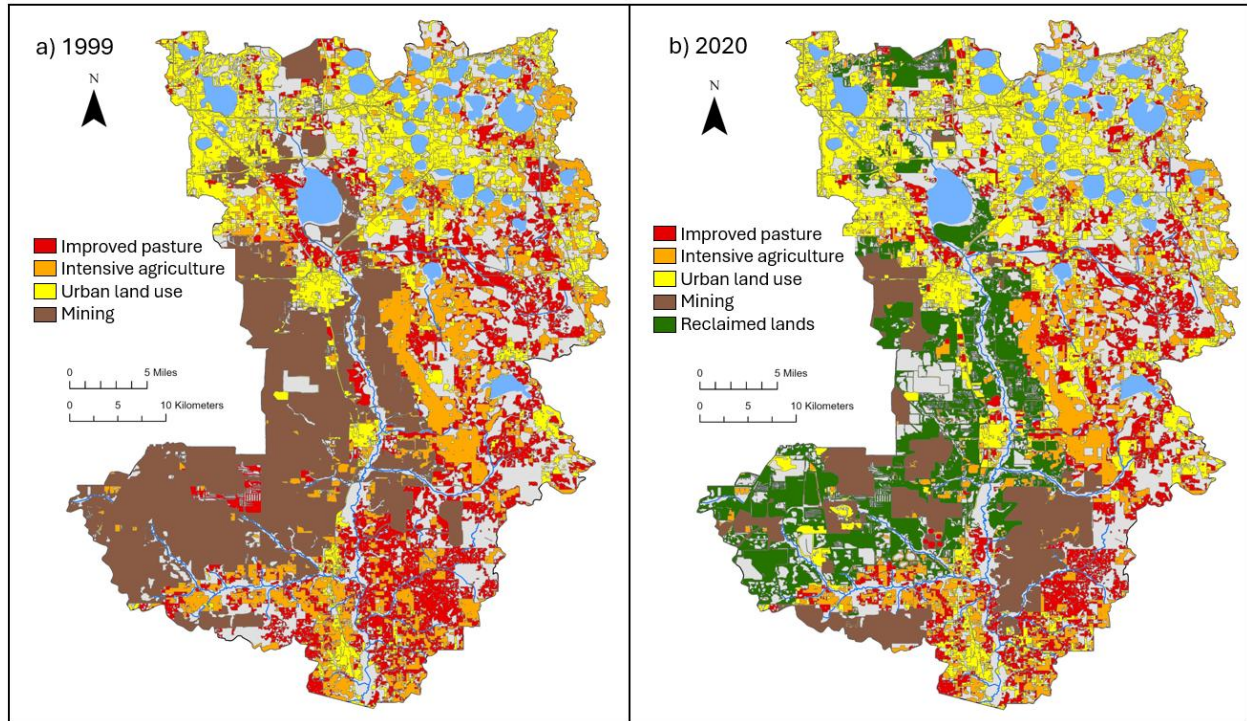 a) 1999
N
Improved pasture
Intensive agriculture
Urban land use
Mining
0 5 Miles
0 5 10 Kilometers
b) 2020
N
Improved pasture
Intensive agriculture
Urban land use
Mining
Reclaimed lands
0 5 Miles
0 5 10 Kilometers